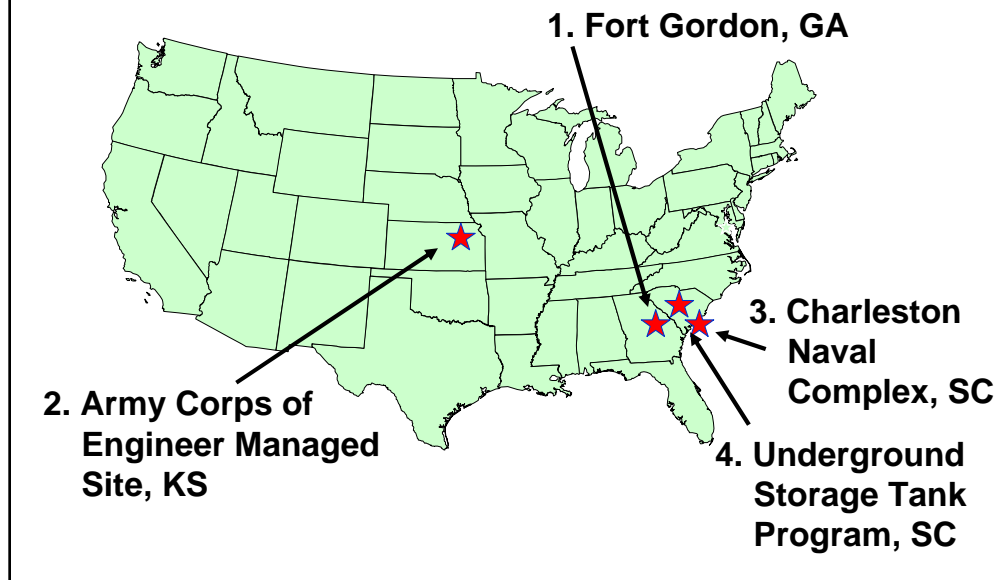 1. Fort Gordon, GA
2. Army Corps of
Engineer Managed
Site, KS
3. Charleston
Naval
Complex, SC
4. Underground
Storage Tank
Program, SC